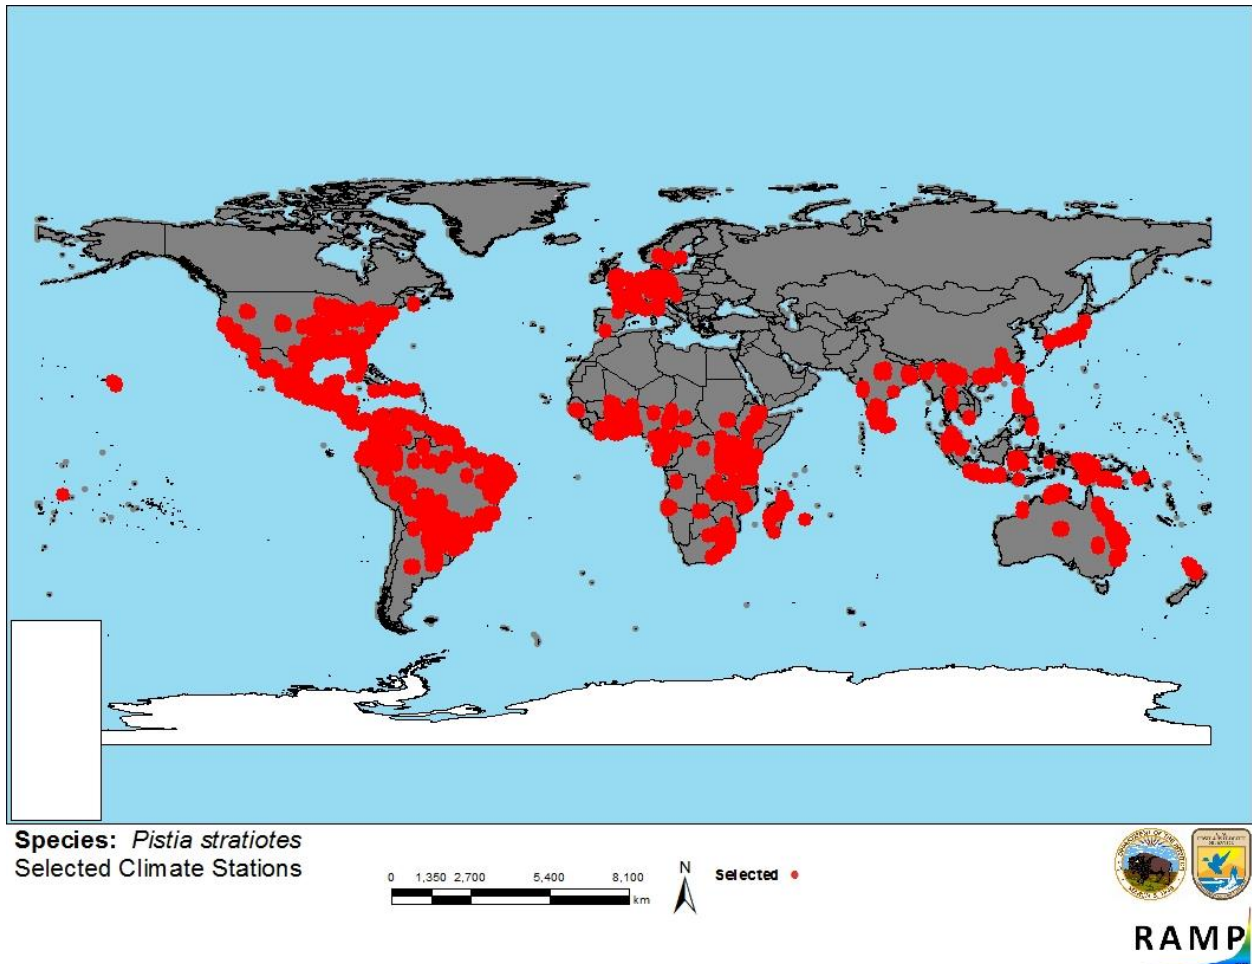 Species: Pistia stratiotes
Selected Climate Stations
0 1,350 2,700 5,400 8,100
km
N
Selected
RAMP